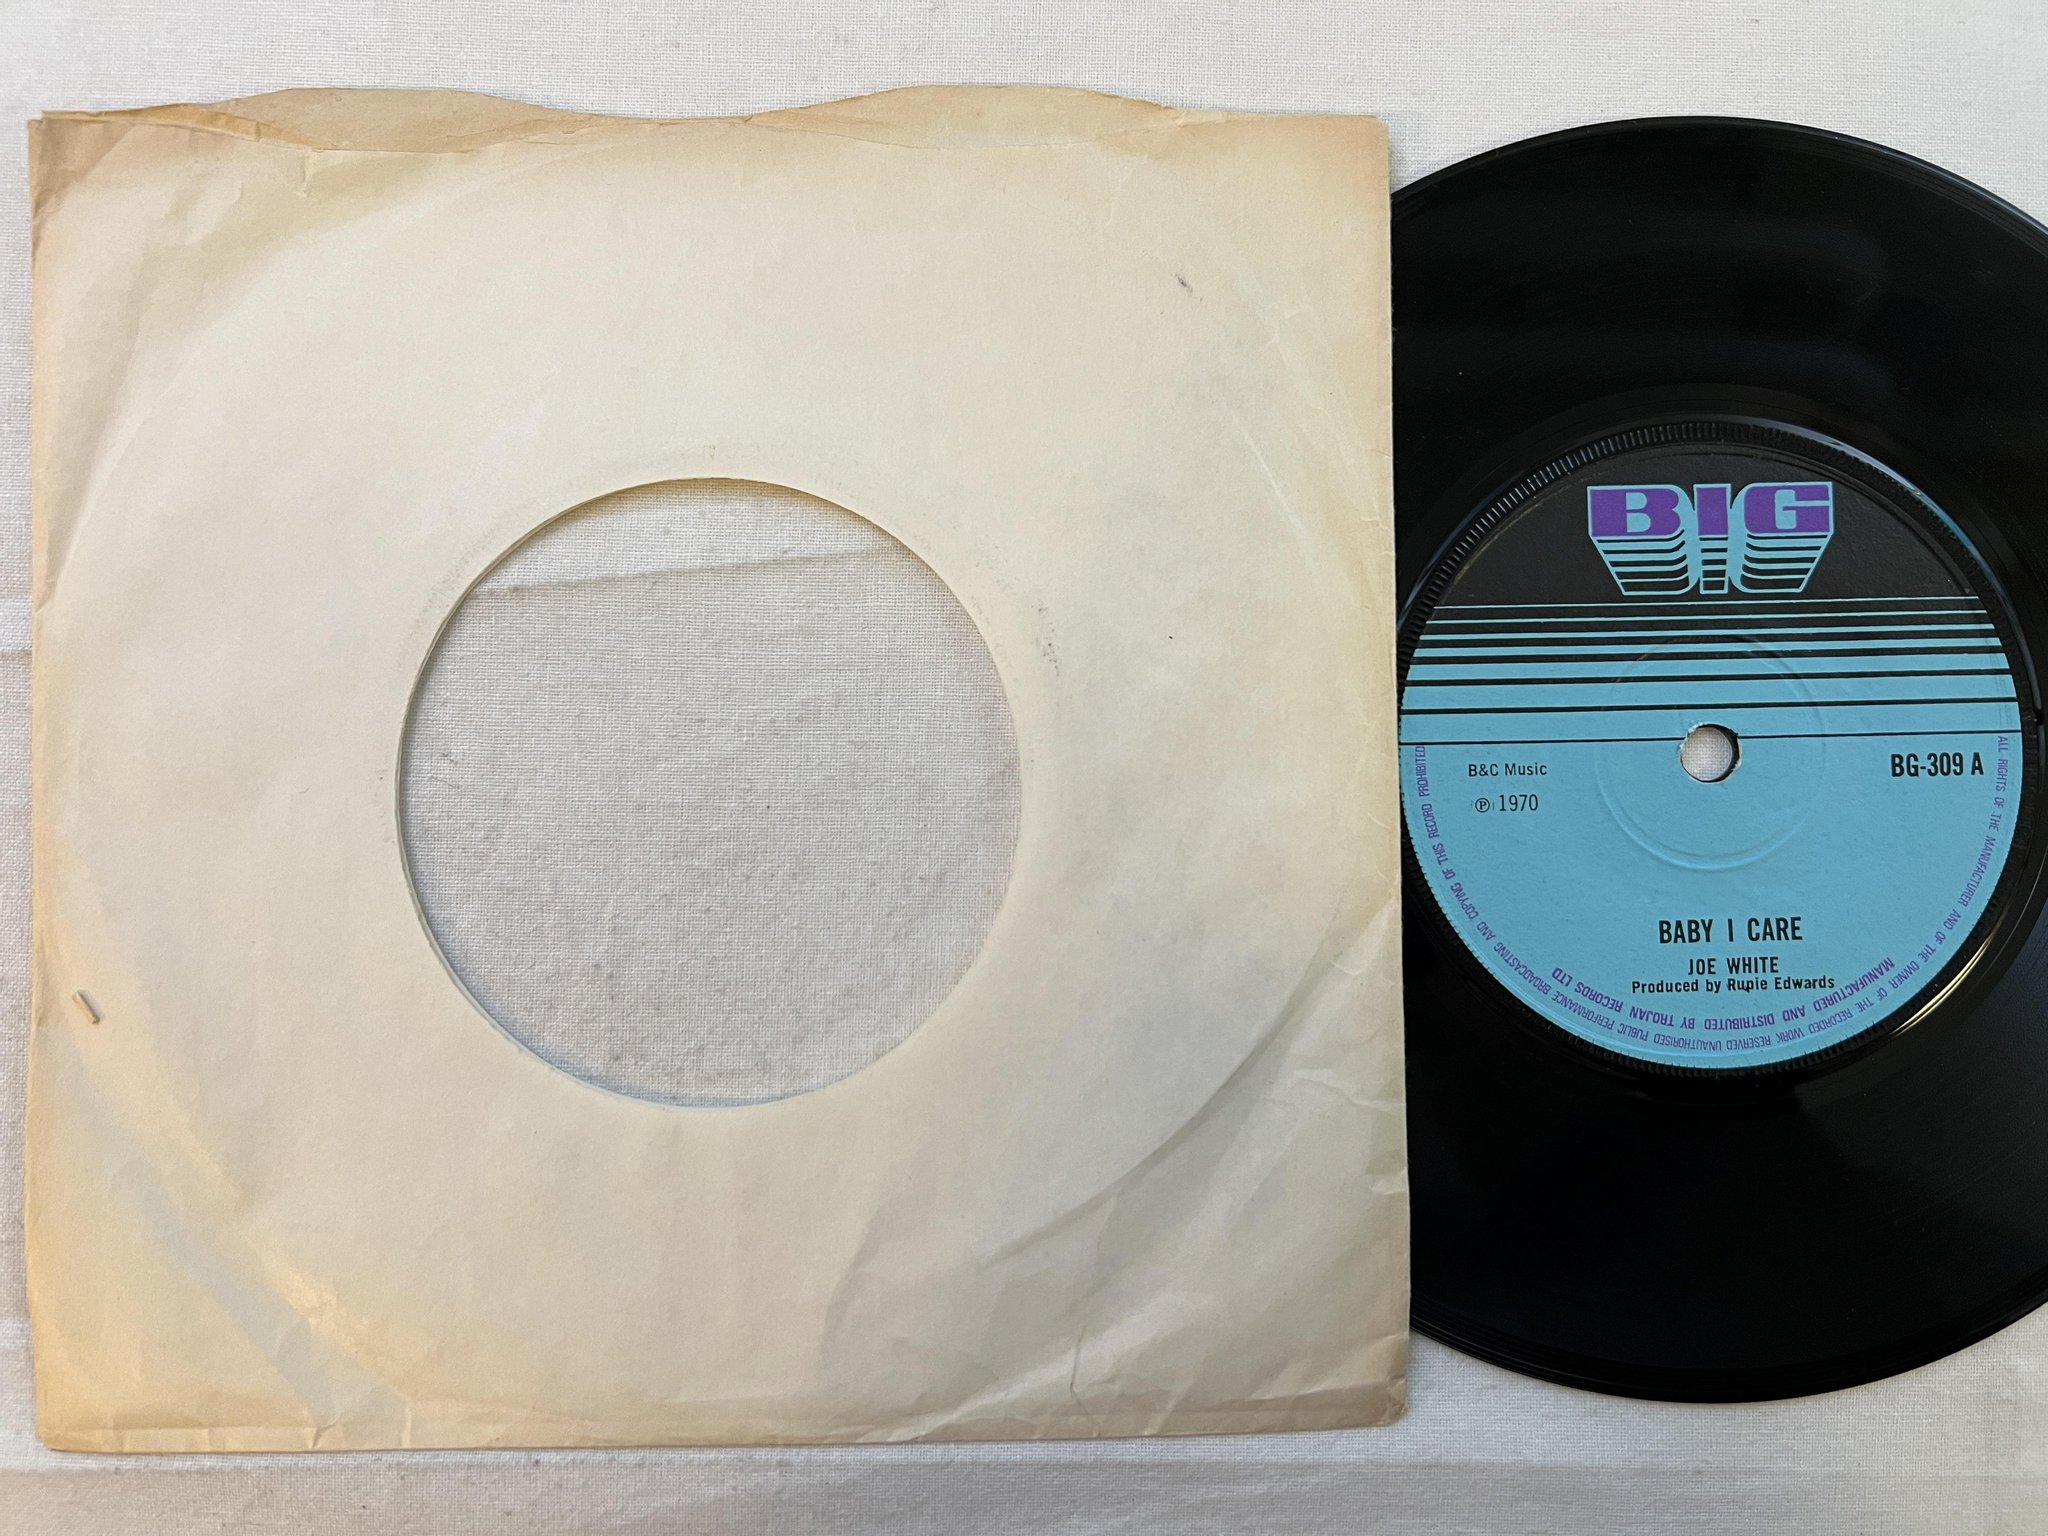 BIG
B&C Music
℗ 1970
BG-309 A
BABY I CARE
JOE WHITE
Produced by Rupie Edwards
MANUFACTURED AND DISTRIBUTED BY TROJAN RECORDS LTD
ALL RIGHTS OF THE MANUFACTURER AND OF THE OWNER OF THE RECORDED WORK RESERVED UNAUTHORISED PUBLIC PERFORMANCE BROADCASTING AND COPYING OF THIS RECORD PROHIBITED